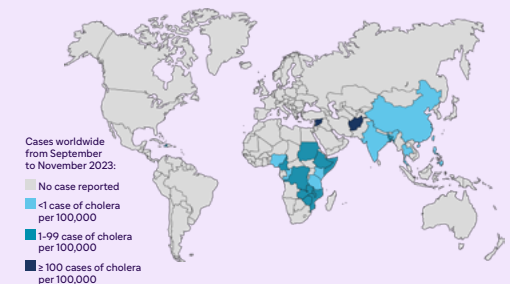 Cases worldwide
from September
to November 2023:
No case reported
<1 case of cholera
per 100,000
1-99 case of cholera
per 100,000
≥ 100 cases of cholera
per 100,000